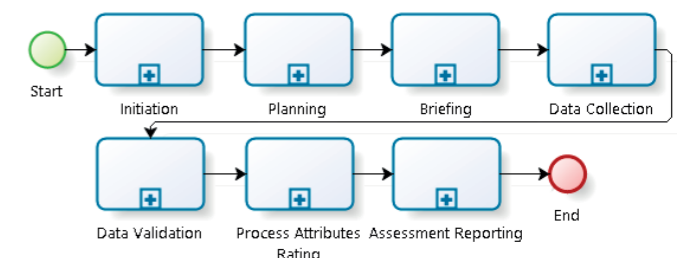 Start
Initiation
Planning
Briefing
Data Collection
Data Validation
Process Attributes
Rating
Assessment Reporting
End